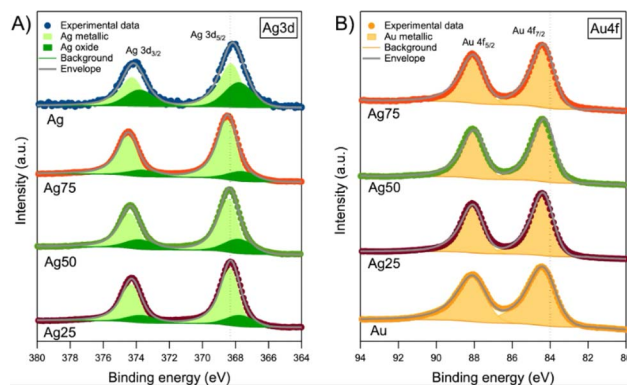 A)
Ag3d
Experimental data
Ag metallic
Ag oxide
Background
Envelope
Ag 3d3/2
Ag 3d5/2
Ag
Ag75
Ag50
Ag25
Intensity (a.u.)
380 378 376 374 372 370 368 366 364
Binding energy (eV)
B)
Au4f
Experimental data
Au metallic
Background
Envelope
Au 4f5/2
Au 4f7/2
Ag75
Ag50
Ag25
Au
Intensity (a.u.)
94 92 90 88 86 84 82 80
Binding energy (eV)